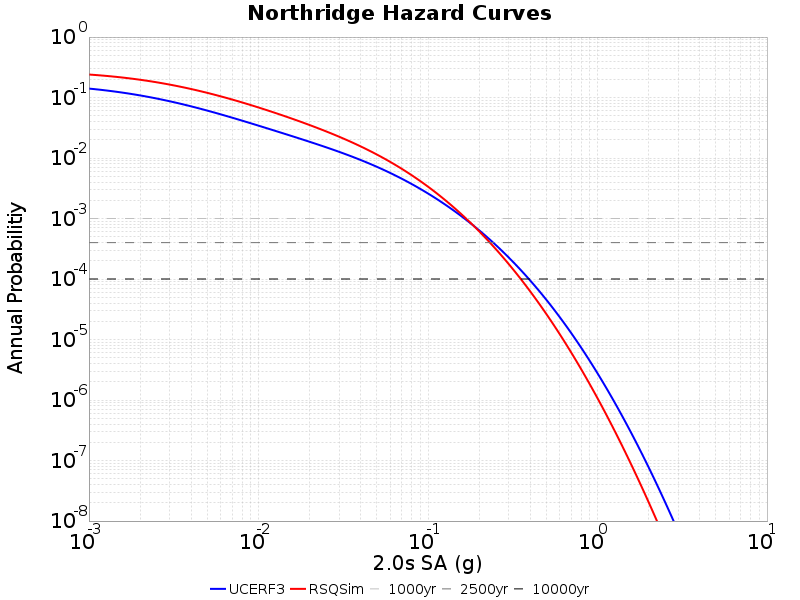 Northridge Hazard Curves
Annual Probabilitiy
10^0
10^-1
10^-2
10^-3
10^-4
10^-5
10^-6
10^-7
10^-8
10^-3 10^-2 10^-1 10^0 10^1
2.0s SA (g)
UCERF3 RSQSim 1000yr 2500yr 10000yr